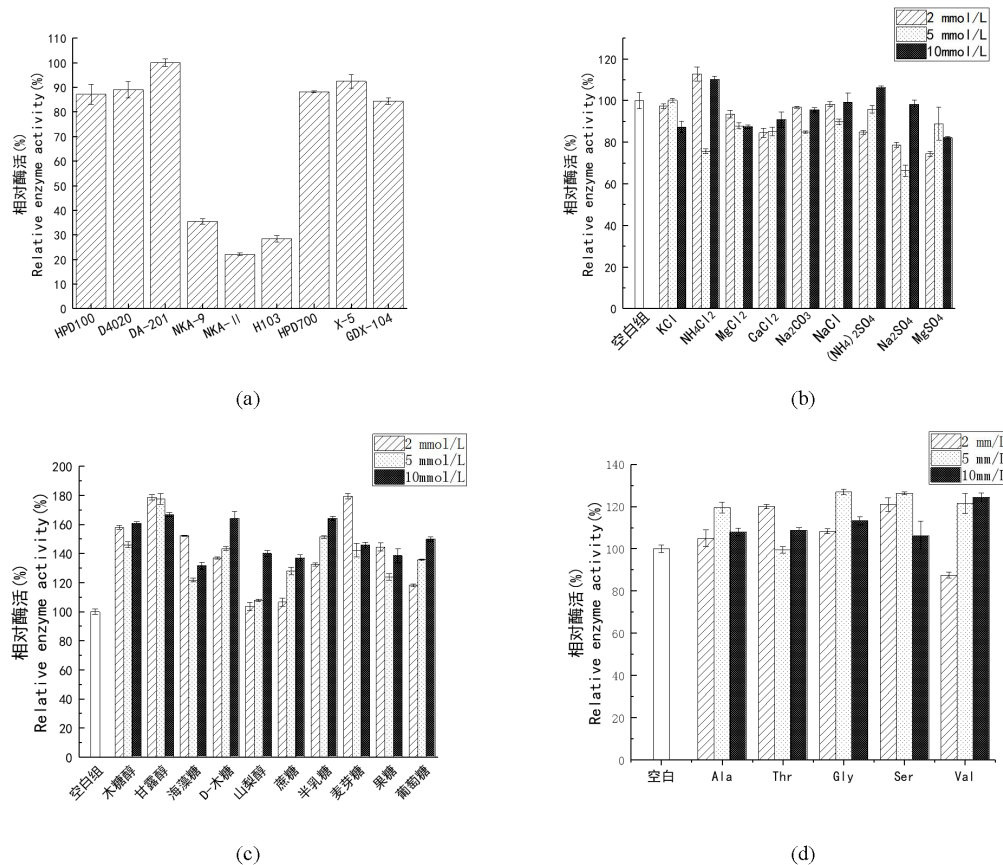 相对酶活(%)
Relative enzyme activity(%)
110
100
90
80
70
60
50
40
30
20
10
0
HPD100
D4020
DA-201
NKA-9
NKA-Ⅱ
H103
HPD700
X-5
GDX-104
(a)
2 mmol/L
5 mmol/L
10mmol/L
相对酶活(%)
Relative enzyme activity(%)
120
100
80
60
40
20
0
空白组
KCl
NH4Cl2
MgCl2
CaCl2
Na2CO3
NaCl
(NH4)2SO4
Na2SO4
MgSO4
(b)
2 mmol/L
5 mmol/L
10mmol/L
相对酶活(%)
Relative enzyme activity(%)
200
180
160
140
120
100
80
60
40
20
0
空白组
木糖醇
甘露醇
海藻糖
D-木糖
山梨醇
蔗糖
半乳糖
麦芽糖
果糖
葡萄糖
(c)
2 mm/L
5 mm/L
10mm/L
相对酶活(%)
Relative enzyme activity(%)
140
120
100
80
60
40
20
0
空白
Ala
Thr
Gly
Ser
Val
(d)